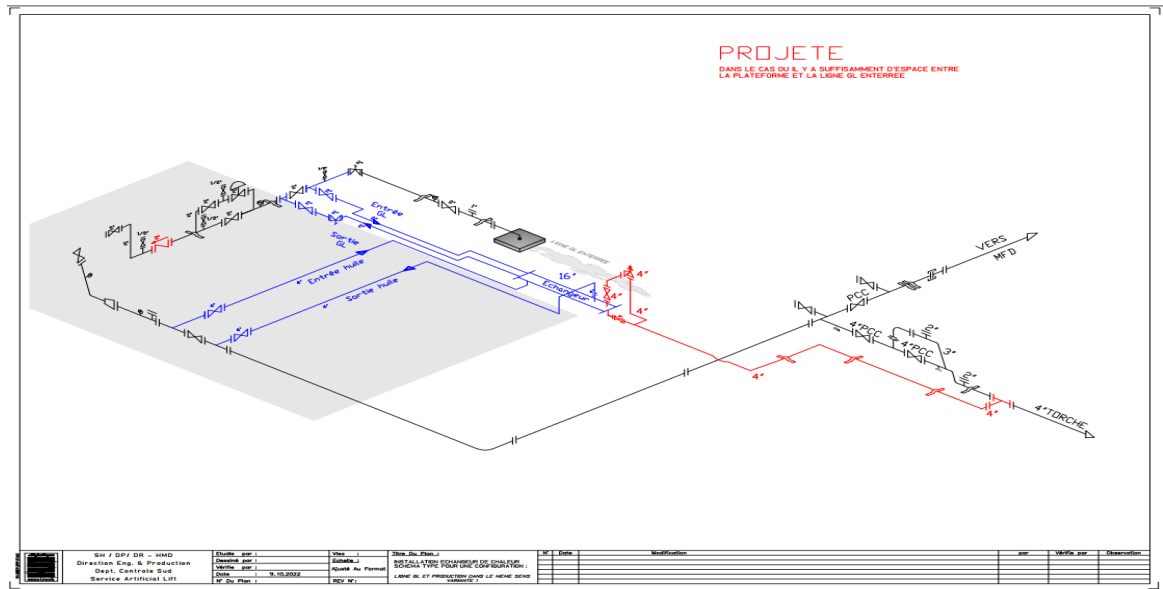 PROJETE
DANS LE CAS OU IL Y A SUFFISAMMENT D'ESPACE ENTRE
LA PLATEFORME ET LA LIGNE GL ENTERREE
Entrée
GL
Sortie
GL
Entrée huile
Sortie huile
LIGNE GL ENTERREE
16"
Echangeur
4"
4"
4"
4"
4"
VERS
MFD
PCC
4"PCC
4"PCC
2"
3"
2"
4"TORCHE
SH / DP/ DR - HMD
Direction Eng. & Production
Dept. Controle Sud
Service Artificial Lift
Etudie par :
Dessiné par :
Vérifie par :
Date : 9.10.2022
N° Du Plan :
Visa :
Echelle :
Ajusté Au Format
REV N°:
Titre Du Plan :
INSTALLATION ECHANGEUR DE CHALEUR
SCHEMA TYPE POUR UNE CONFIGURATION :
LIGNE GL ET PRODUCTION DANS LE MEME SENS
VARIANTE 1
N° Date Modification par Vérifie par Observation